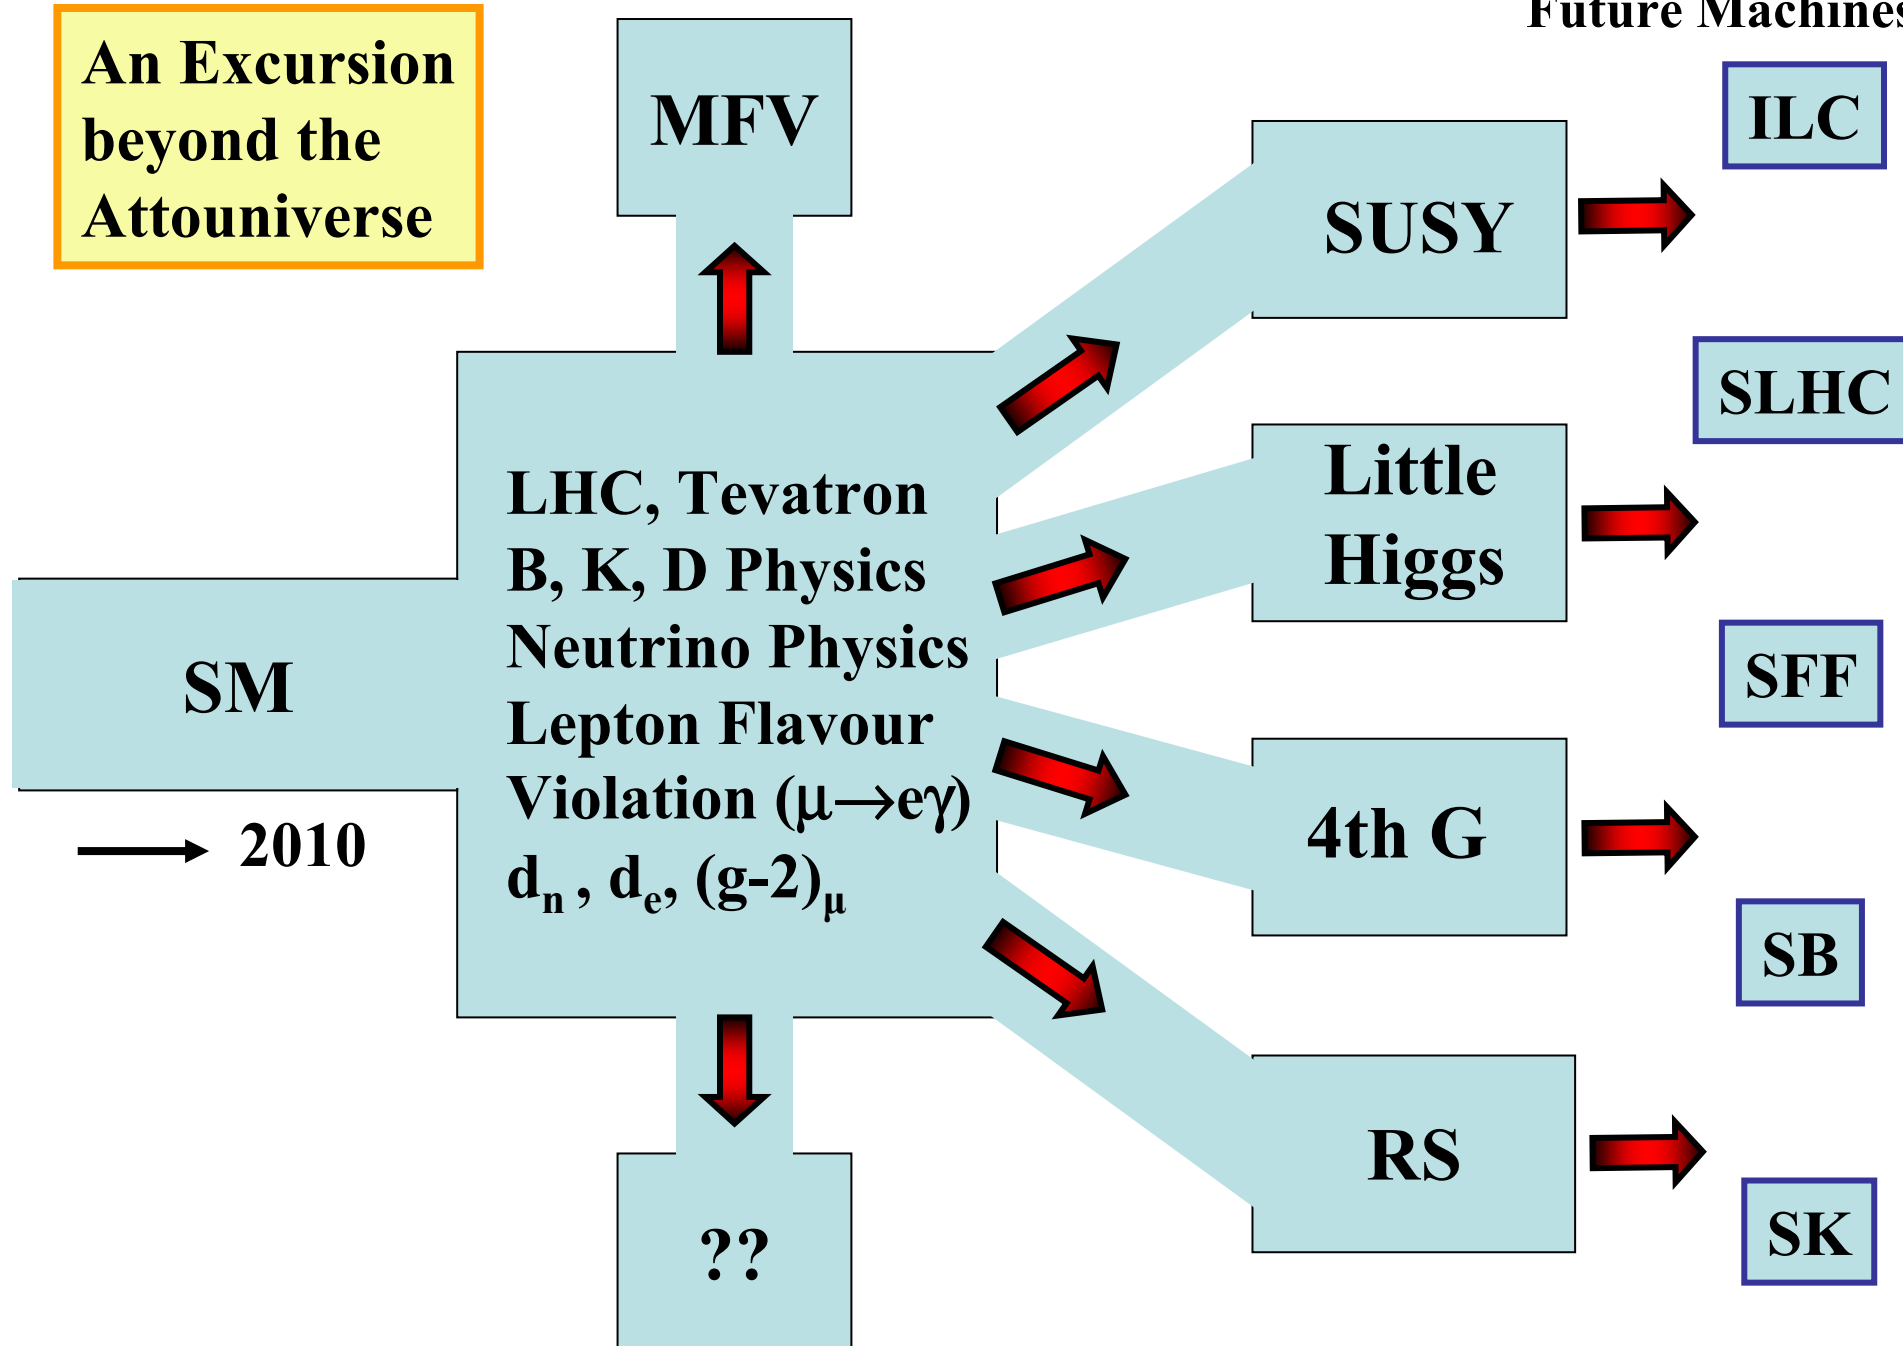 An Excursion
beyond the
Attouniverse
MFV
Future Machines
ILC
SUSY
SLHC
Little
Higgs
LHC, Tevatron
B, K, D Physics
Neutrino Physics
Lepton Flavour
Violation (μ→eγ)
dₙ , dₑ, (g-2)μ
SM
→ 2010
SFF
4th G
SB
RS
SK
??